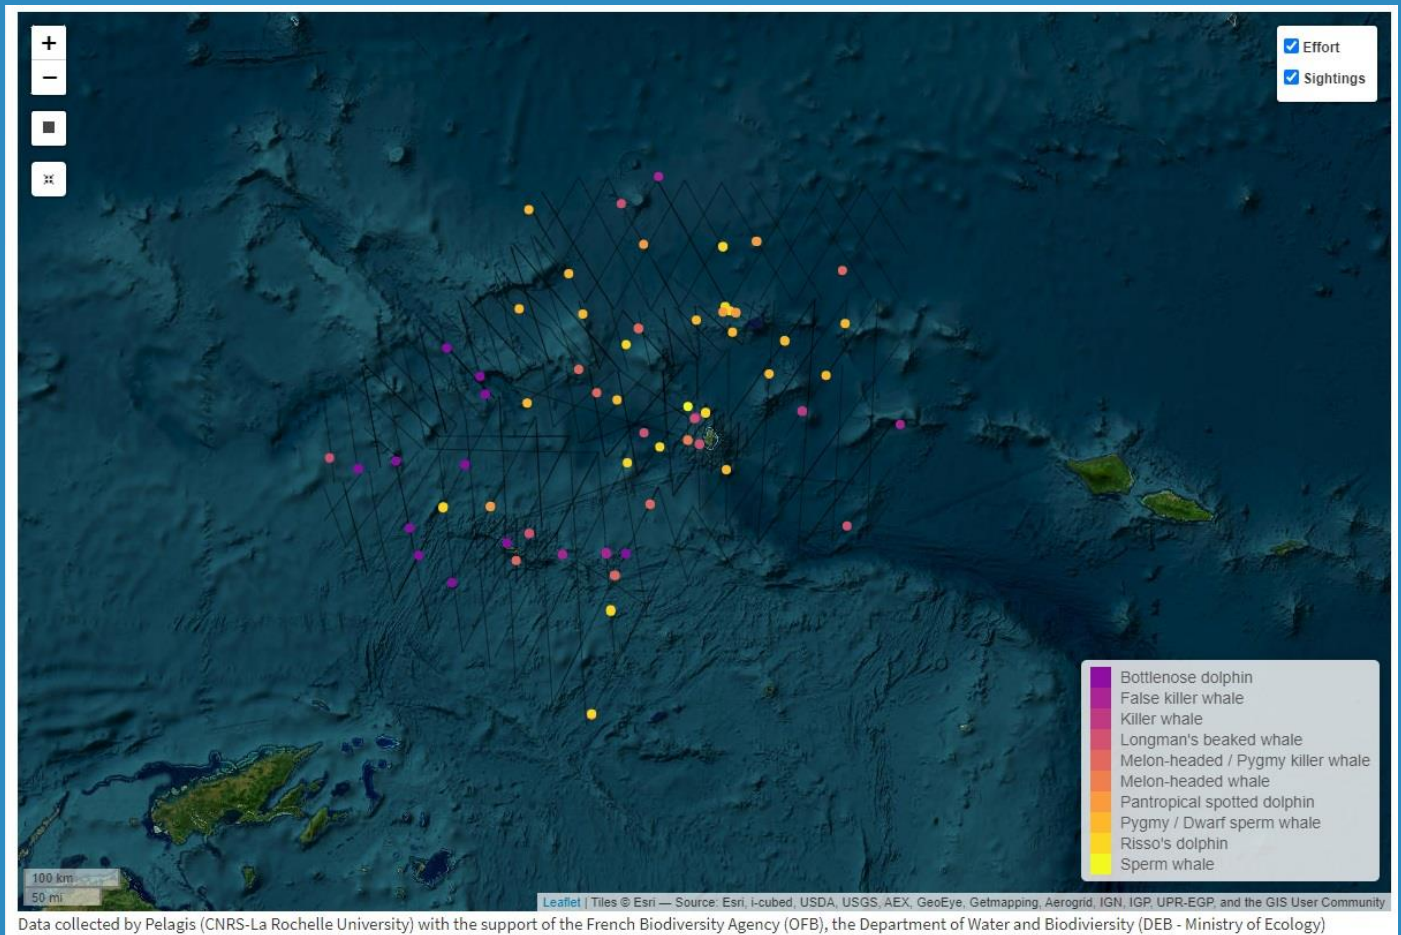 +
−
Effort
Sightings
Bottlenose dolphin
False killer whale
Killer whale
Longman's beaked whale
Melon-headed / Pygmy killer whale
Melon-headed whale
Pantropical spotted dolphin
Pygmy / Dwarf sperm whale
Risso's dolphin
Sperm whale
100 km
50 mi
Leaflet | Tiles © Esri — Source: Esri, i-cubed, USDA, USGS, AEX, GeoEye, Getmapping, Aerogrid, IGN, IGP, UPR-EGP, and the GIS User Community
Data collected by Pelagis (CNRS-La Rochelle University) with the support of the French Biodiversity Agency (OFB), the Department of Water and Biodiviersity (DEB - Ministry of Ecology)